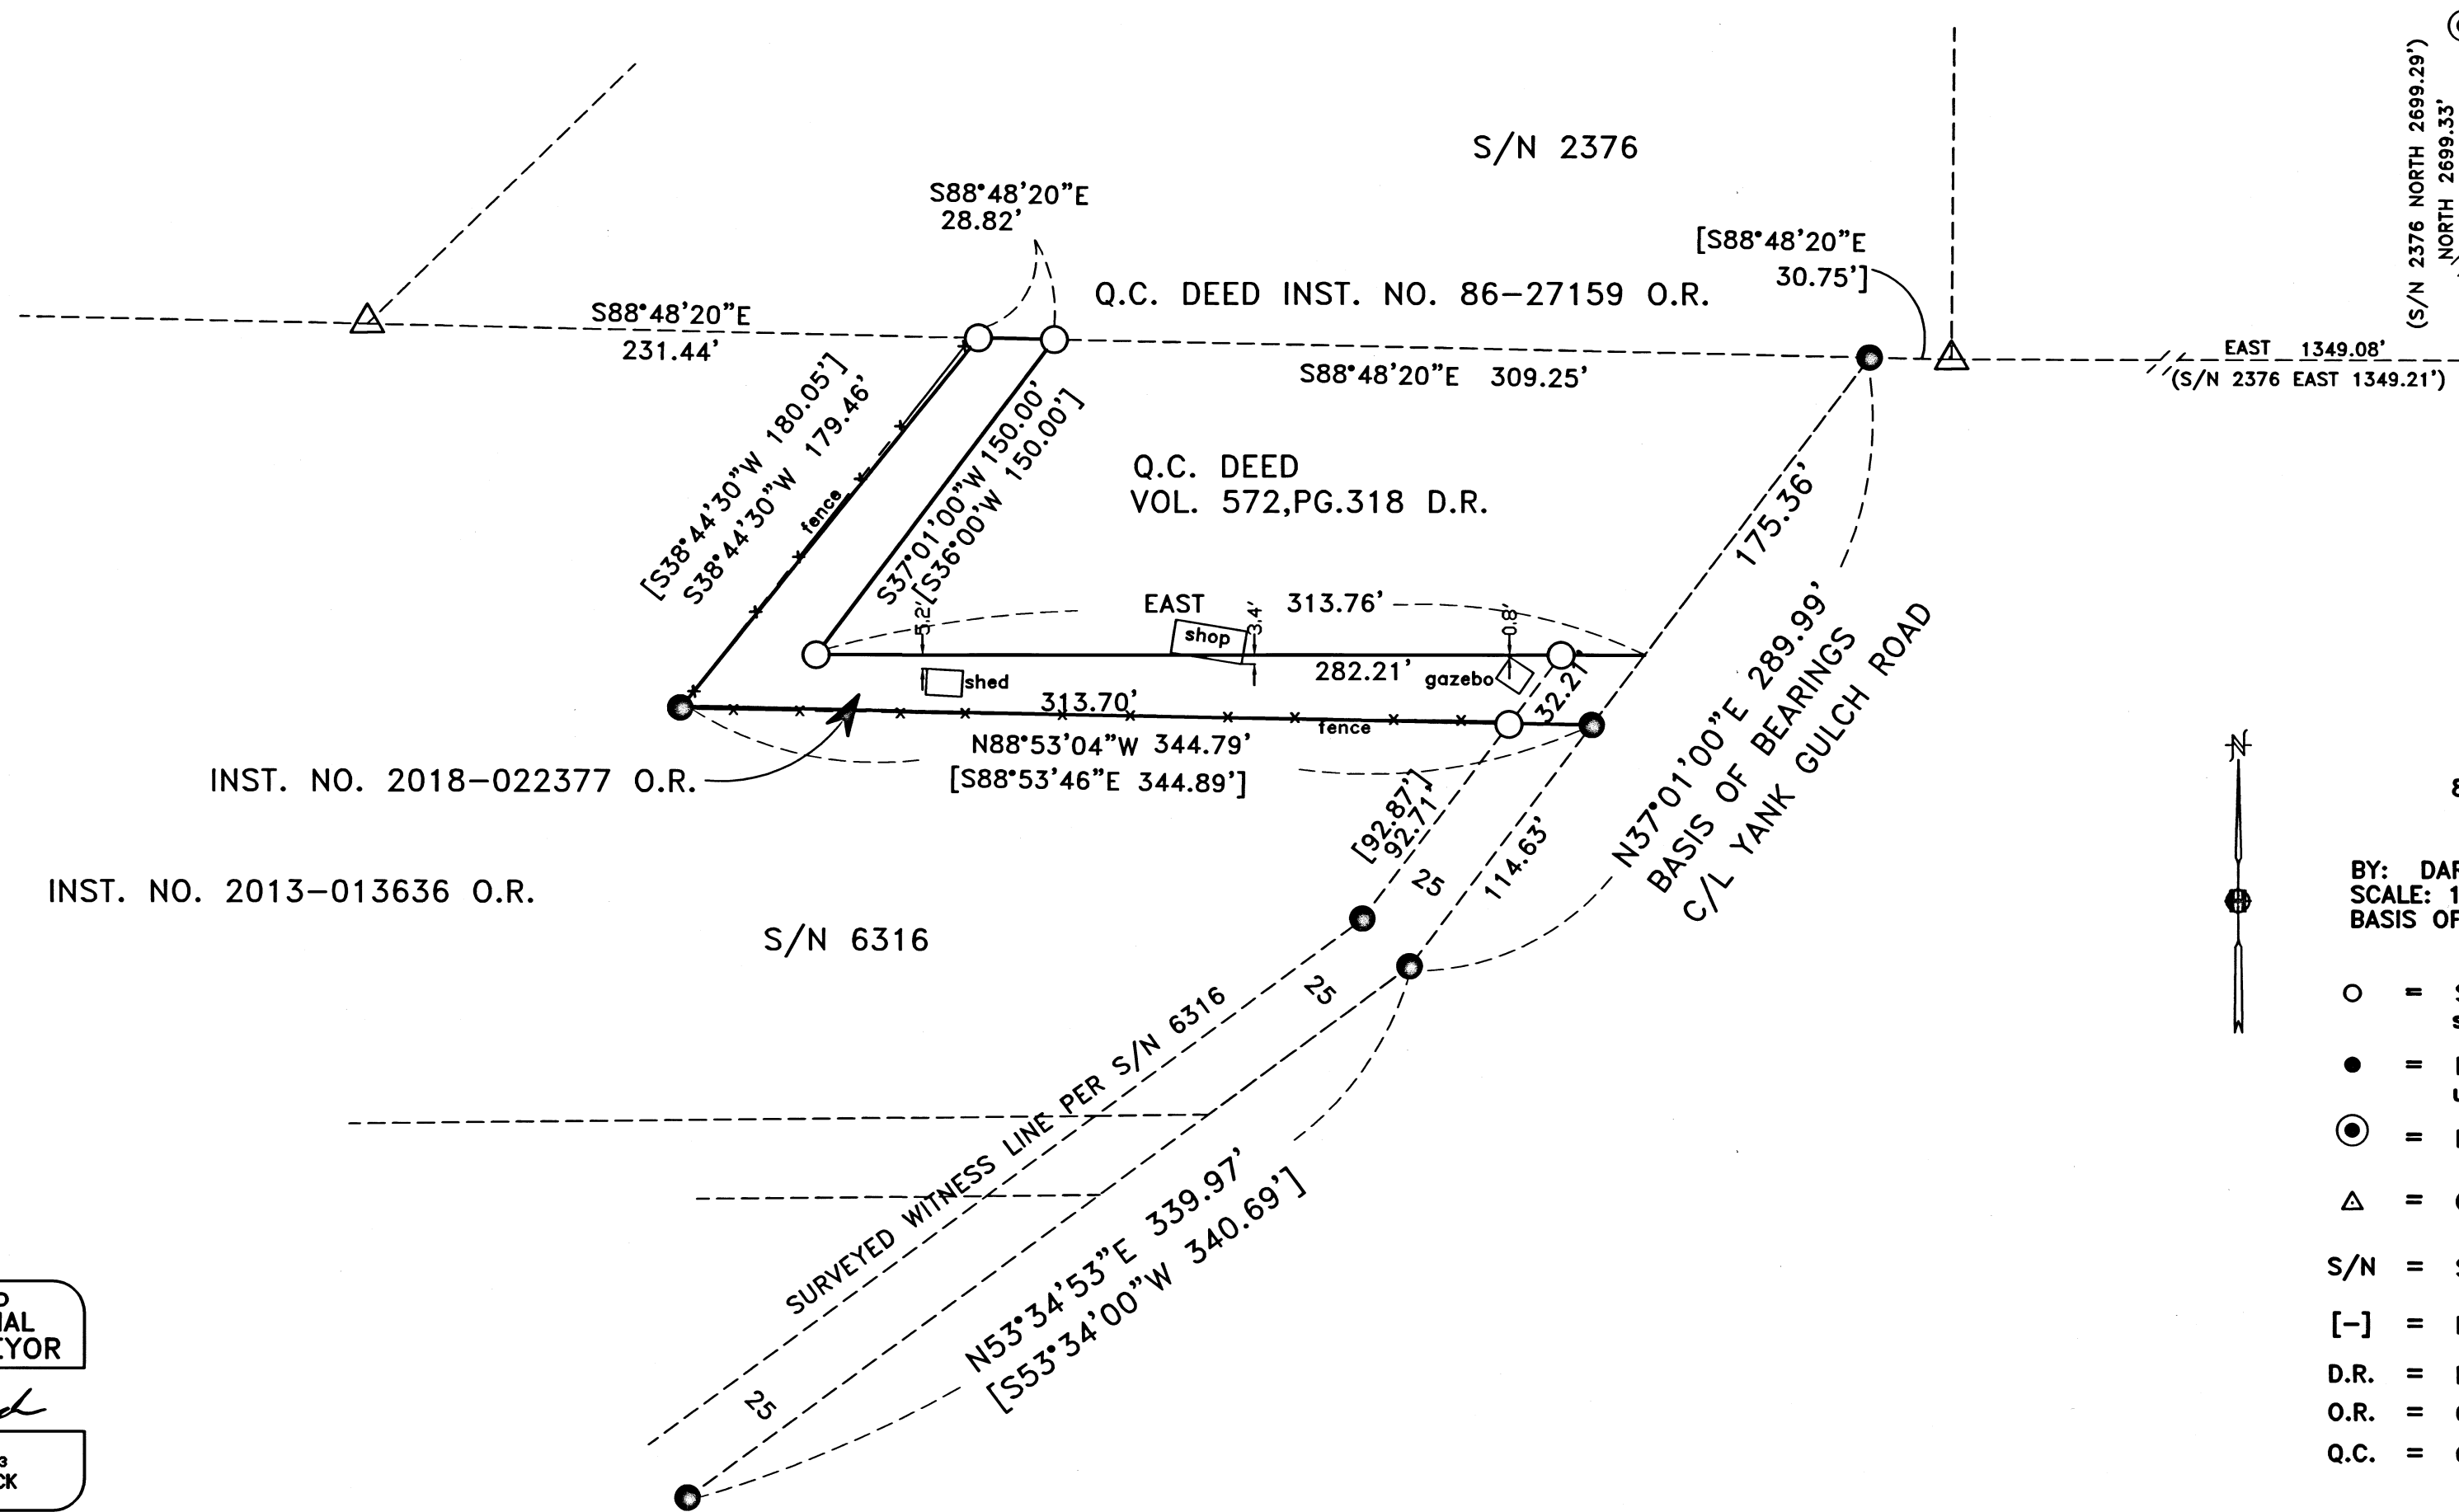 (S/N 2376 NORTH 2699.29')
NORTH 2699.33'
S/N 2376
S88°48'20"E
28.82'
[S88°48'20"E
30.75']
Q.C. DEED INST. NO. 86-27159 O.R.
S88°48'20"E
231.44'
S88°48'20"E 309.25'
EAST 1349.08'
(S/N 2376 EAST 1349.21')
[S38°44'30"W 180.05']
S38°44'30"W 179.46'
fence
S37°01'00"W 150.00'
[S36°00'W 150.00']
Q.C. DEED
VOL. 572,PG.318 D.R.
175.36'
EAST 313.76'
5.2'
shop
3.4'
0.8'
282.21'
shed
gazebo
32.21'
313.70'
fence
N88°53'04"W 344.79'
[S88°53'46"E 344.89']
N37°01'00"E 289.99'
BASIS OF BEARINGS
C/L YANK GULCH ROAD
INST. NO. 2018-022377 O.R.
[92.87']
92.71'
25
114.63'
INST. NO. 2013-013636 O.R.
S/N 6316
25
SURVEYED WITNESS LINE PER S/N 6316
N53°34'53"E 339.97'
[S53°34'00"W 340.69']
25
N
BY:
SCALE: 1
BASIS OF
=
=
=
=
S/N =
[-] =
D.R. =
O.R. =
Q.C. =